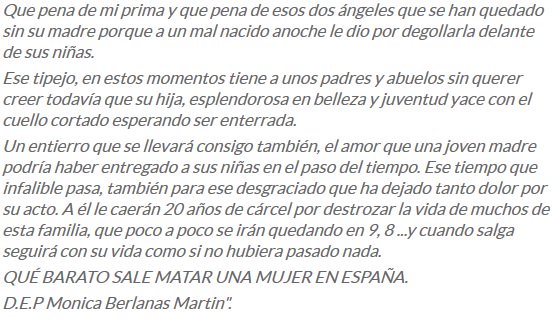 Que pena de mi prima y que pena de esos dos ángeles que se han quedado
sin su madre porque a un mal nacido anoche le dio por degollarla delante
de sus niñas.
Ese tipejo, en estos momentos tiene a unos padres y abuelos sin querer
creer todavía que su hija, esplendorosa en belleza y juventud yace con el
cuello cortado esperando ser enterrada.
Un entierro que se llevará consigo también, el amor que una joven madre
podría haber entregado a sus niñas en el paso del tiempo. Ese tiempo que
infalible pasa, también para ese desgraciado que ha dejado tanto dolor por
su acto. A él le caerán 20 años de cárcel por destrozar la vida de muchos de
esta familia, que poco a poco se irán quedando en 9, 8 ...y cuando salga
seguirá con su vida como si no hubiera pasado nada.
QUÉ BARATO SALE MATAR UNA MUJER EN ESPAÑA.
D.E.P Monica Berlanas Martin".